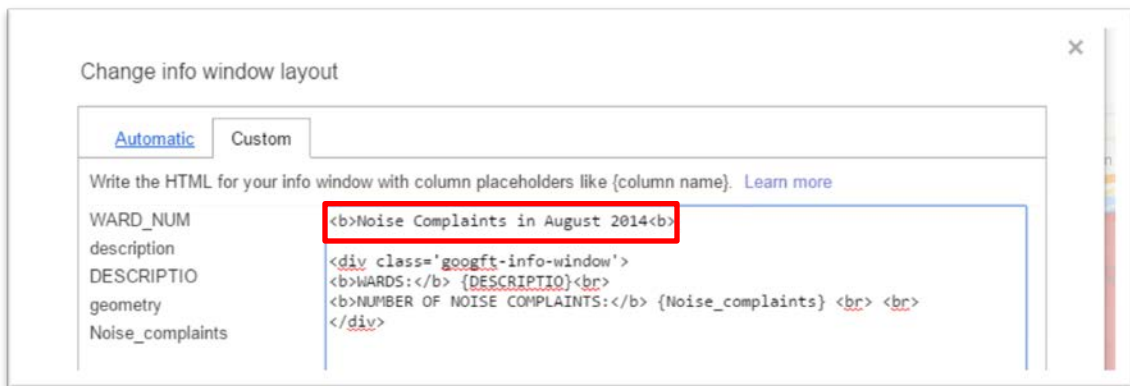 ×
Change info window layout
Automatic Custom
Write the HTML for your info window with column placeholders like {column name}. Learn more
WARD_NUM
description
DESCRIPTIO
geometry
Noise_complaints
<b>Noise Complaints in August 2014<b>
<div class='googft-info-window'>
<b>WARDS:</b> {DESCRIPTIO}<br>
<b>NUMBER OF NOISE COMPLAINTS:</b> {Noise_complaints} <br> <br>
</div>
n